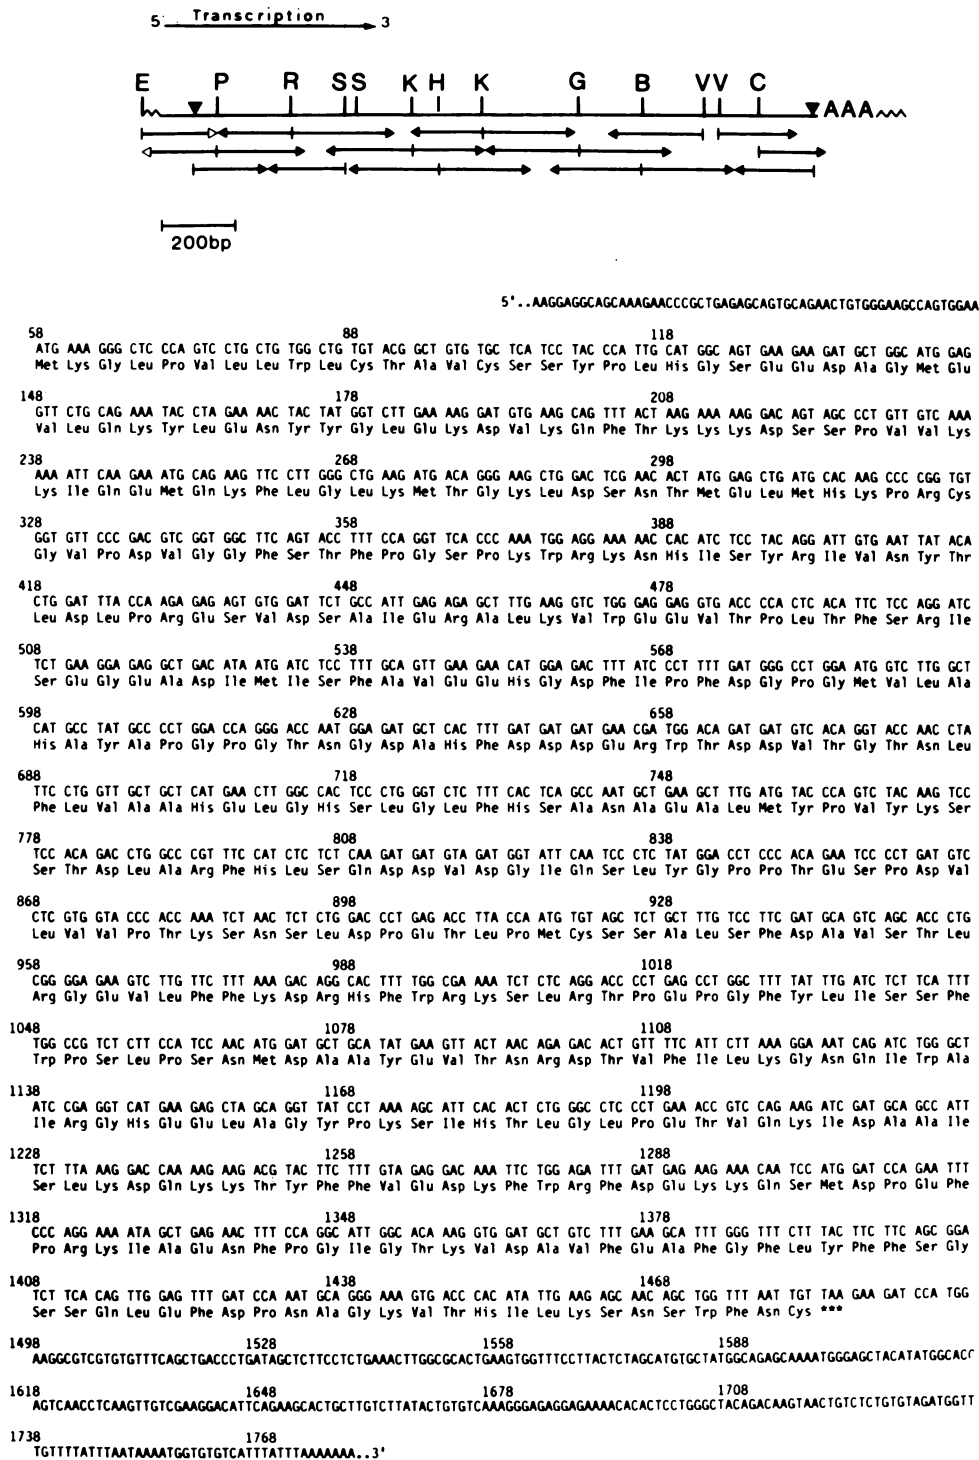 Transcription
5 3
E P R S S K H K G B V V C
AAA
200bp
5'..AAGGAGGCAGCAAAGAACCCGCTGAGAGCAGTGCAGAACTGTGGGAAGCCAGTGGAA
58 88 118
ATG AAA GGG CTC CCA GTC CTG CTG TGG CTG TGT ACG GCT GTG TGC TCA TCC TAC CCA TTG CAT GGC AGT GAA GAA GAT GCT GGC ATG GAG
Met Lys Gly Leu Pro Val Leu Leu Trp Leu Cys Thr Ala Val Cys Ser Ser Tyr Pro Leu His Gly Ser Glu Glu Asp Ala Gly Met Glu
148 178 208
GTT CTG CAG AAA TAC CTA GAA AAC TAC TAT GGT CTT GAA AAG GAT GTG AAG CAG TTT ACT AAG AAA AAG GAC AGT AGC CCT GTT GTC AAA
Val Leu Gln Lys Tyr Leu Glu Asn Tyr Tyr Gly Leu Glu Lys Asp Val Lys Gln Phe Thr Lys Lys Lys Asp Ser Ser Pro Val Val Lys
238 268 298
AAA ATT CAA GAA ATG CAG AAG TTC CTT GGG CTG AAG ATG ACA GGG AAG CTG GAC TCG AAC ACT ATG GAG CTG ATG CAC AAG CCC CGG TGT
Lys Ile Gln Glu Met Gln Lys Phe Leu Gly Leu Lys Met Thr Gly Lys Leu Asp Ser Asn Thr Met Glu Leu Met His Lys Pro Arg Cys
328 358 388
GGT GTT CCC GAC GTC GGT GGC TTC AGT ACC TTT CCA GGT TCA CCC AAA TGG AGG AAA AAC CAC ATC TCC TAC AGG ATT GTG AAT TAT ACA
Gly Val Pro Asp Val Gly Gly Phe Ser Thr Phe Pro Gly Ser Pro Lys Trp Arg Lys Asn His Ile Ser Tyr Arg Ile Val Asn Tyr Thr
418 448 478
CTG GAT TTA CCA AGA GAG AGT GTG GAT TCT GCC ATT GAG AGA GCT TTG AAG GTC TGG GAG GAG GTG ACC CCA CTC ACA TTC TCC AGG ATC
Leu Asp Leu Pro Arg Glu Ser Val Asp Ser Ala Ile Glu Arg Ala Leu Lys Val Trp Glu Glu Val Thr Pro Leu Thr Phe Ser Arg Ile
508 538 568
TCT GAA GGA GAG GCT GAC ATA ATG ATC TCC TTT GCA GTT GAA GAA CAT GGA GAC TTT ATC CCT TTT GAT GGG CCT GGA ATG GTC TTG GCT
Ser Glu Gly Glu Ala Asp Ile Met Ile Ser Phe Ala Val Glu Glu His Gly Asp Phe Ile Pro Phe Asp Gly Pro Gly Met Val Leu Ala
598 628 658
CAT GCC TAT GCC CCT GGA CCA GGG ACC AAT GGA GAT GCT CAC TTT GAT GAT GAT GAA CGA TGG ACA GAT GAT GTC ACA GGT ACC AAC CTA
His Ala Tyr Ala Pro Gly Pro Gly Thr Asn Gly Asp Ala His Phe Asp Asp Asp Glu Arg Trp Thr Asp Asp Val Thr Gly Thr Asn Leu
688 718 748
TTC CTG GTT GCT GCT CAT GAA CTT GGC CAC TCC CTG GGT CTC TTT CAC TCA GCC AAT GCT GAA GCT TTG ATG TAC CCA GTC TAC AAG TCC
Phe Leu Val Ala Ala His Glu Leu Gly His Ser Leu Gly Leu Phe His Ser Ala Asn Ala Glu Ala Leu Met Tyr Pro Val Tyr Lys Ser
778 808 838
TCC ACA GAC CTG GCC CGT TTC CAT CTC TCT CAA GAT GAT GTA GAT GGT ATT CAA TCC CTC TAT GGA CCT CCC ACA GAA TCC CCT GAT GTC
Ser Thr Asp Leu Ala Arg Phe His Leu Ser Gln Asp Asp Val Asp Gly Ile Gln Ser Leu Tyr Gly Pro Pro Thr Glu Ser Pro Asp Val
868 898 928
CTC GTG GTA CCC ACC AAA TCT AAC TCT CTG GAC CCT GAG ACC TTA CCA ATG TGT AGC TCT GCT TTG TCC TTC GAT GCA GTC AGC ACC CTG
Leu Val Val Pro Thr Lys Ser Asn Ser Leu Asp Pro Glu Thr Leu Pro Met Cys Ser Ser Ala Leu Ser Phe Asp Ala Val Ser Thr Leu
958 988 1018
CGG GGA GAA GTC TTG TTC TTT AAA GAC AGG CAC TTT TGG CGA AAA TCT CTC AGG ACC CCT GAG CCT GGC TTT TAT TTG ATC TCT TCA TTT
Arg Gly Glu Val Leu Phe Phe Lys Asp Arg His Phe Trp Arg Lys Ser Leu Arg Thr Pro Glu Pro Gly Phe Tyr Leu Ile Ser Ser Phe
1048 1078 1108
TGG CCG TCT CTT CCA TCC AAC ATG GAT GCT GCA TAT GAA GTT ACT AAC AGA GAC ACT GTT TTC ATT CTT AAA GGA AAT CAG ATC TGG GCT
Trp Pro Ser Leu Pro Ser Asn Met Asp Ala Ala Tyr Glu Val Thr Asn Arg Asp Thr Val Phe Ile Leu Lys Gly Asn Gln Ile Trp Ala
1138 1168 1198
ATC CGA GGT CAT GAA GAG CTA GCA GGT TAT CCT AAA AGC ATT CAC ACT CTG GGC CTC CCT GAA ACC GTC CAG AAG ATC GAT GCA GCC ATT
Ile Arg Gly His Glu Glu Leu Ala Gly Tyr Pro Lys Ser Ile His Thr Leu Gly Leu Pro Glu Thr Val Gln Lys Ile Asp Ala Ala Ile
1228 1258 1288
TCT TTA AAG GAC CAA AAG AAG ACG TAC TTC TTT GTA GAG GAC AAA TTC TGG AGA TTT GAT GAG AAG AAA CAA TCC ATG GAT CCA GAA TTT
Ser Leu Lys Asp Gln Lys Lys Thr Tyr Phe Phe Val Glu Asp Lys Phe Trp Arg Phe Asp Glu Lys Lys Gln Ser Met Asp Pro Glu Phe
1318 1348 1378
CCC AGG AAA ATA GCT GAG AAC TTT CCA GGC ATT GGC ACA AAG GTG GAT GCT GTC TTT GAA GCA TTT GGG TTT CTT TAC TTC TTC AGC GGA
Pro Arg Lys Ile Ala Glu Asn Phe Pro Gly Ile Gly Thr Lys Val Asp Ala Val Phe Glu Ala Phe Gly Phe Leu Tyr Phe Phe Ser Gly
1408 1438 1468
TCT TCA CAG TTG GAG TTT GAT CCA AAT GCA GGG AAA GTG ACC CAC ATA TTG AAG AGC AAC AGC TGG TTT AAT TGT TAA GAA GAT CCA TGG
Ser Ser Gln Leu Glu Phe Asp Pro Asn Ala Gly Lys Val Thr His Ile Leu Lys Ser Asn Ser Trp Phe Asn Cys ***
1498 1528 1558 1588
AAGGCGTCGTGTGTTTCAGCTGACCCTGATAGCTCTTCCTCTGAAACTTGGCGCACTGAAGTGGTTTCCTTACTCTAGCATGTGCTATGGCAGAGCAAAATGGGAGCTACATATGGCACC
1618 1648 1678 1708
AGTCAACCTCAAGTTGTCGAAGGACATTCAGAAGCACTGCTTGTCTTATACTGTGTCAAAGGGAGAGGAGAAAACACACTCCTGGGCTACAGACAAGTAACTGTCTCTGTGTAGATGGTT
1738 1768
TGTTTTATTTAATAAAATGGTGTGTCATTTATTTAAAAAAA..3'